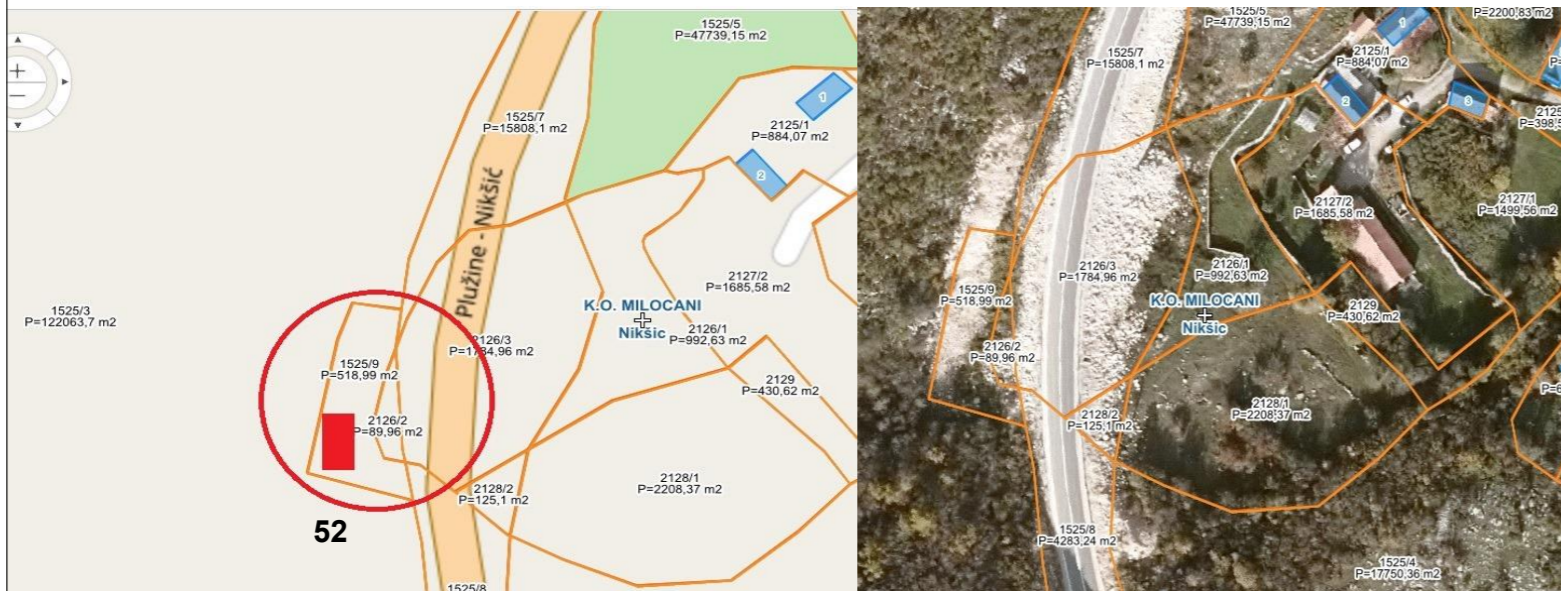 1525/5
P=47739,15 m2
1525/7
P=15808,1 m2
2125/1
P=884,07 m2
1
2
Plužine - Nikšić
2127/2
P=1685,58 m2
K.O. MILOCANI
Nikšic
2126/1
P=992,63 m2
1525/3
P=122063,7 m2
2126/3
P=1784,96 m2
1525/9
P=518,99 m2
2129
P=430,62 m2
2126/2
P=89,96 m2
2128/1
P=2208,37 m2
2128/2
P=125,1 m2
52
1525/8
1525/5
P=47739,15 m2
P=2200,83 m2
1525/7
P=15808,1 m2
1
2125/1
P=884,07 m2
2
3
2125
P=398,5
2127/2
P=1685,58 m2
2127/1
P=1499,56 m2
2126/3
P=1784,96 m2
2126/1
P=992,63 m2
1525/9
P=518,99 m2
K.O. MILOCANI
Nikšic
2129
P=430,62 m2
2126/2
P=89,96 m2
2128/1
P=2208,37 m2
2128/2
P=125,1 m2
1525/8
P=4283,24 m2
1525/4
P=17750,36 m2